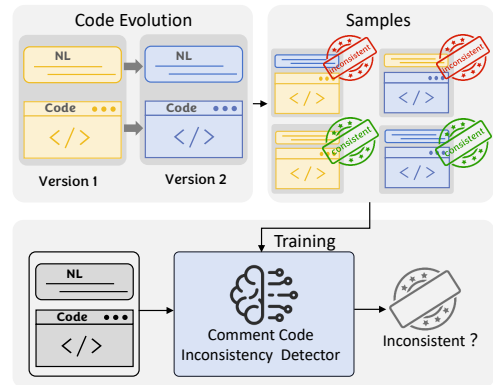 Code Evolution
NL
NL
Code
Code
</>
</>
Version 1
Version 2
Samples
inconsistent
inconsistent
</>
</>
consistent
consistent
</>
</>
Training
NL
Code
</>
Comment Code
Inconsistency Detector
Inconsistent ?